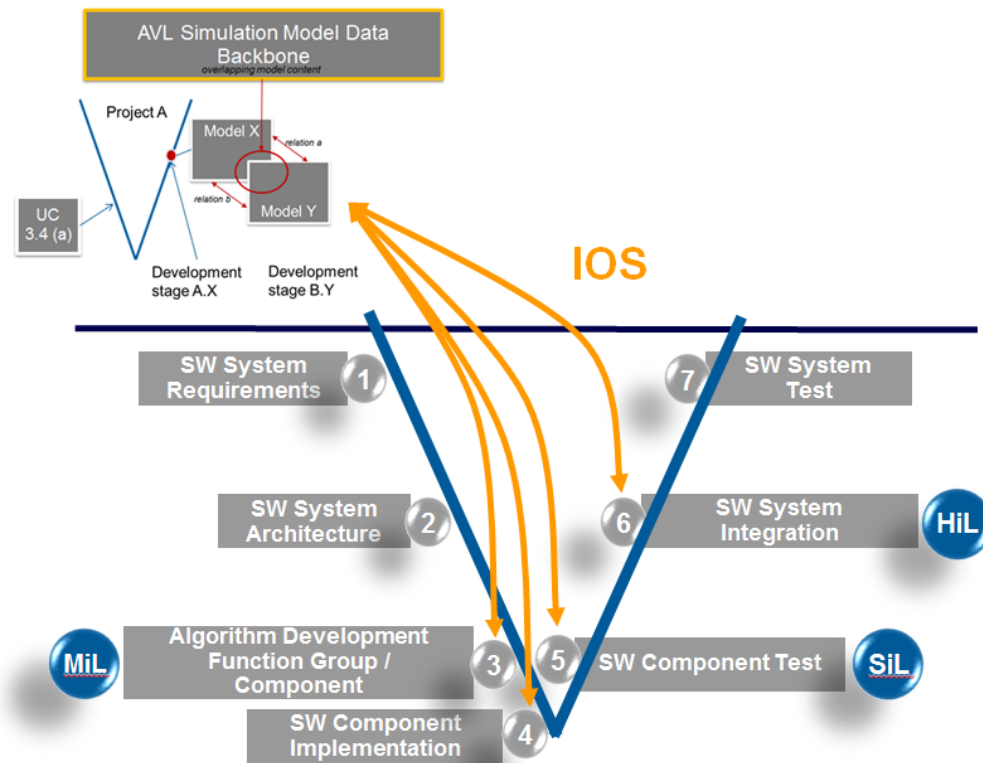 AVL Simulation Model Data
Backbone
overlapping model content
Project A
Model X
relation a
relation b
Model Y
UC
3.4 (a)
Development
stage A.X
Development
stage B.Y
IOS
SW System
Requirements
1
7
SW System
Test
SW System
Architecture
2
6
SW System
Integration
HiL
MiL
Algorithm Development
Function Group /
Component
3
5
SW Component Test
SiL
SW Component
Implementation
4